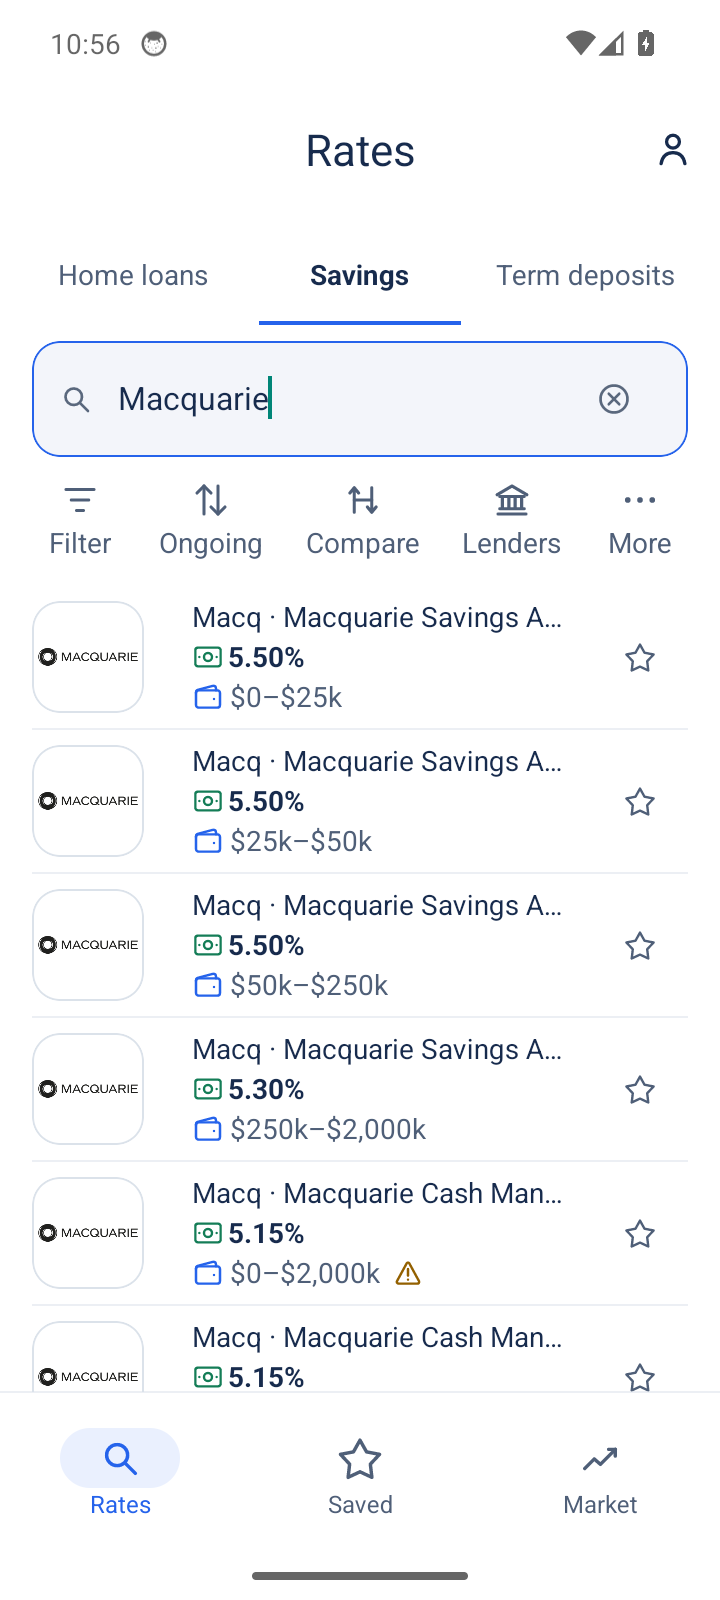 10:56
Rates
Home loans
Savings
Term deposits
Macquarie
Filter
Ongoing
Compare
Lenders
More
MACQUARIE
Macq · Macquarie Savings A...
5.50%
$0–$25k
MACQUARIE
Macq · Macquarie Savings A...
5.50%
$25k–$50k
MACQUARIE
Macq · Macquarie Savings A...
5.50%
$50k–$250k
MACQUARIE
Macq · Macquarie Savings A...
5.30%
$250k–$2,000k
MACQUARIE
Macq · Macquarie Cash Man...
5.15%
$0–$2,000k
MACQUARIE
Macq · Macquarie Cash Man...
5.15%
Rates
Saved
Market